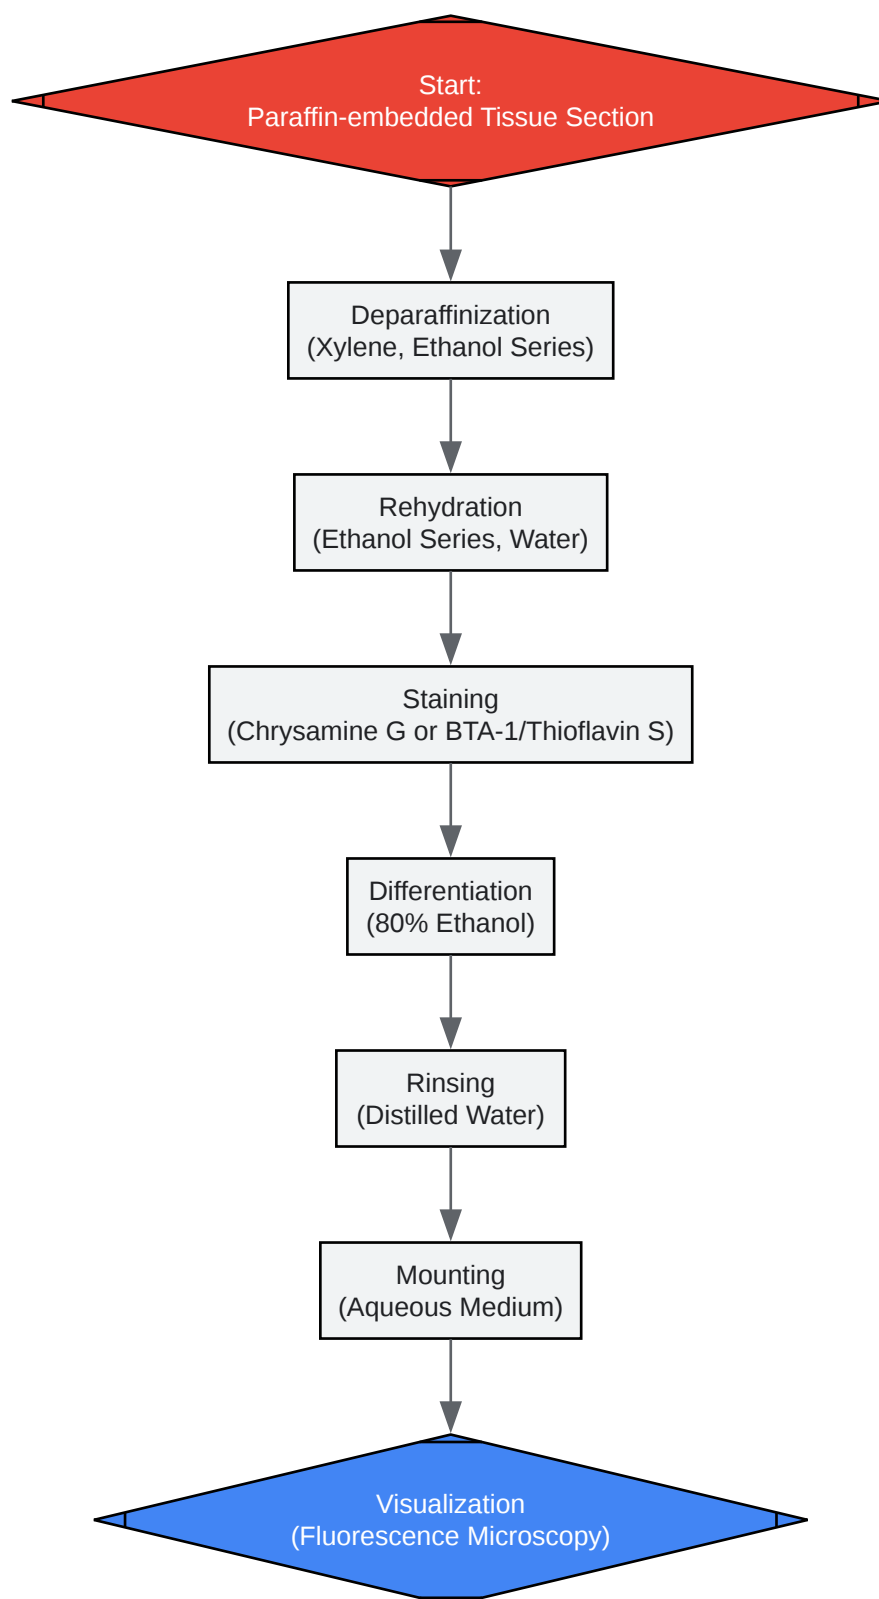 Start:
Paraffin-embedded Tissue Section
Deparaffinization
(Xylene, Ethanol Series)
Rehydration
(Ethanol Series, Water)
Staining
(Chrysamine G or BTA-1/Thioflavin S)
Differentiation
(80% Ethanol)
Rinsing
(Distilled Water)
Mounting
(Aqueous Medium)
Visualization
(Fluorescence Microscopy)